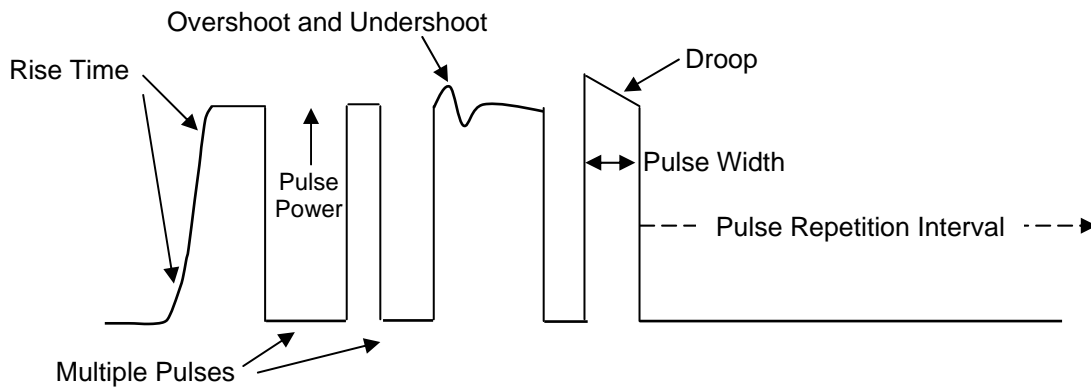 Overshoot and Undershoot
Rise Time
Droop
Pulse
Power
Pulse Width
Pulse Repetition Interval
Multiple Pulses